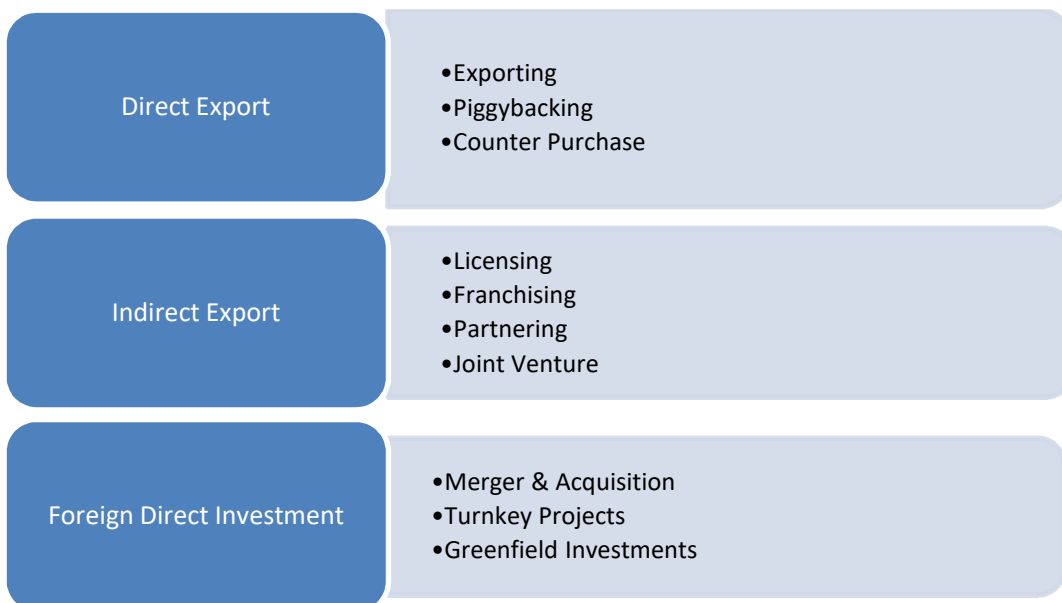 Direct Export
•Exporting
•Piggybacking
•Counter Purchase
Indirect Export
•Licensing
•Franchising
•Partnering
•Joint Venture
Foreign Direct Investment
•Merger & Acquisition
•Turnkey Projects
•Greenfield Investments